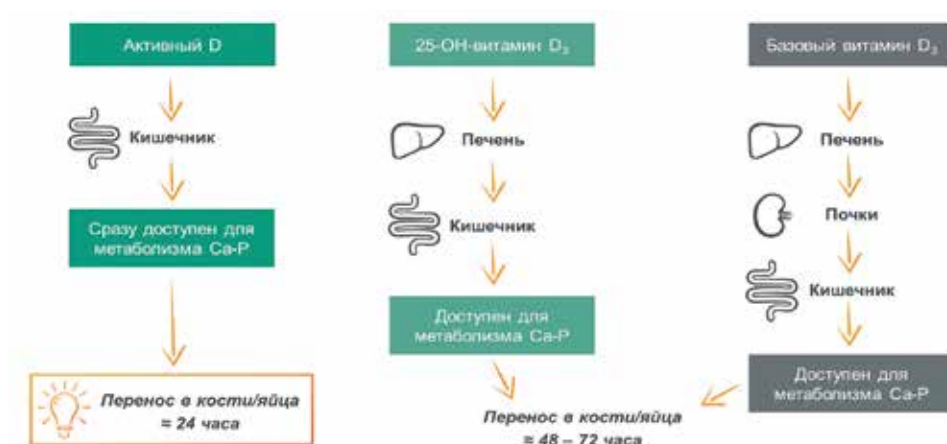 Активный D
Кишечник
Сразу доступен для
метаболизма Ca-P
Перенос в кости/яйца
≈ 24 часа
25-OH-витамин D₃
Печень
Кишечник
Доступен для
метаболизма Ca-P
Базовый витамин D₃
Печень
Почки
Кишечник
Доступен для
метаболизма Ca-P
Перенос в кости/яйца
≈ 48 – 72 часа